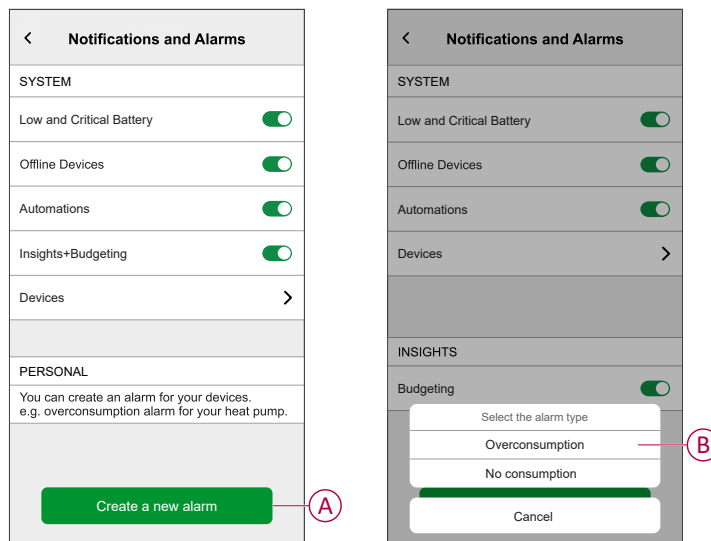 Notifications and Alarms
SYSTEM
Low and Critical Battery
Offline Devices
Automations
Insights+Budgeting
Devices
PERSONAL
You can create an alarm for your devices.
e.g. overconsumption alarm for your heat pump.
Create a new alarm
A
Notifications and Alarms
SYSTEM
Low and Critical Battery
Offline Devices
Automations
Devices
INSIGHTS
Budgeting
Select the alarm type
Overconsumption
B
No consumption
Cancel